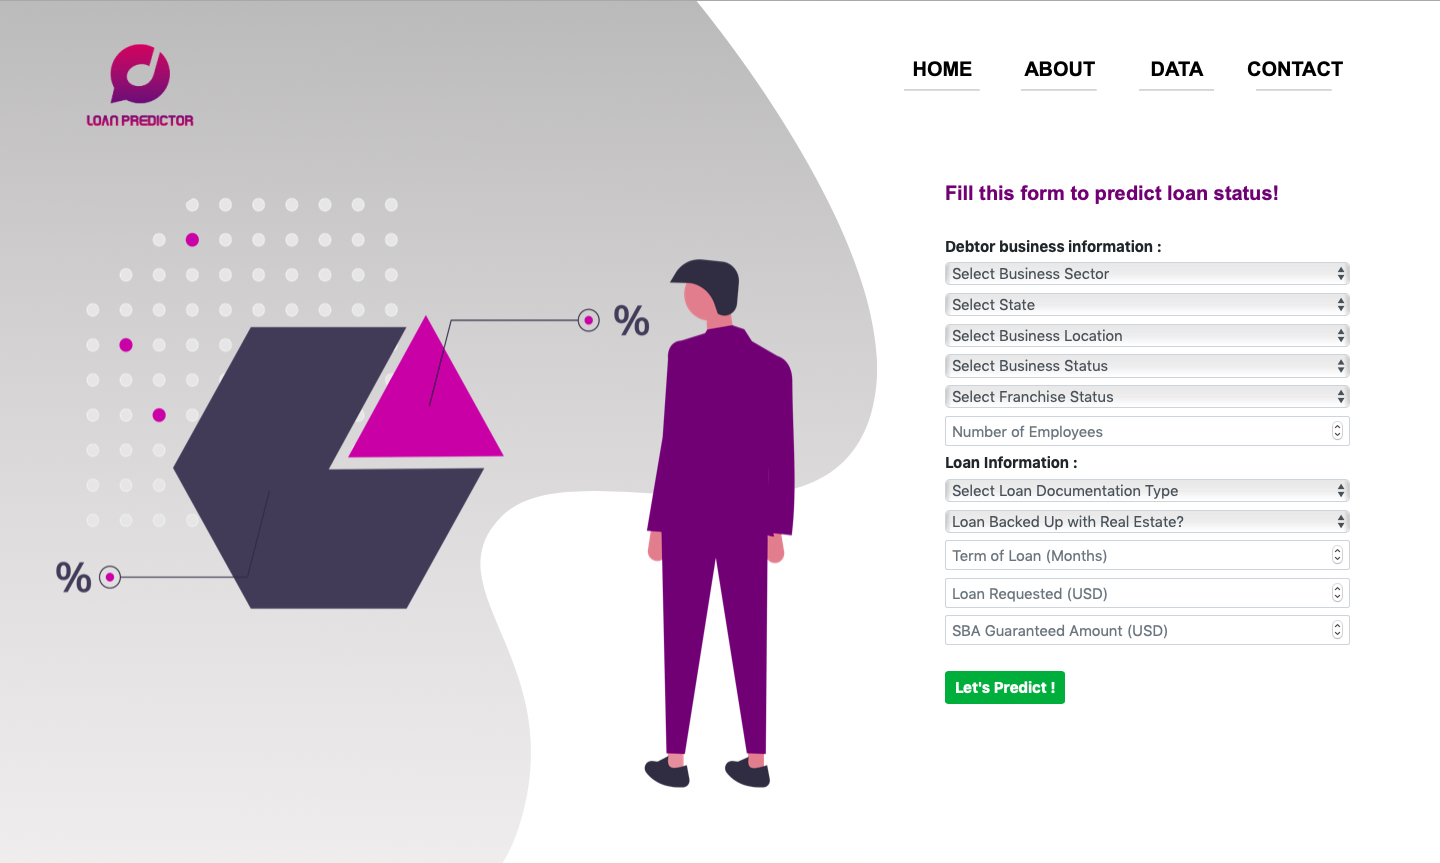 LOAN PREDICTOR
HOME ABOUT DATA CONTACT
Fill this form to predict loan status!
Debtor business information :
Select Business Sector
Select State
Select Business Location
Select Business Status
Select Franchise Status
Number of Employees
Loan Information :
Select Loan Documentation Type
Loan Backed Up with Real Estate?
Term of Loan (Months)
Loan Requested (USD)
SBA Guaranteed Amount (USD)
Let's Predict !
%
%